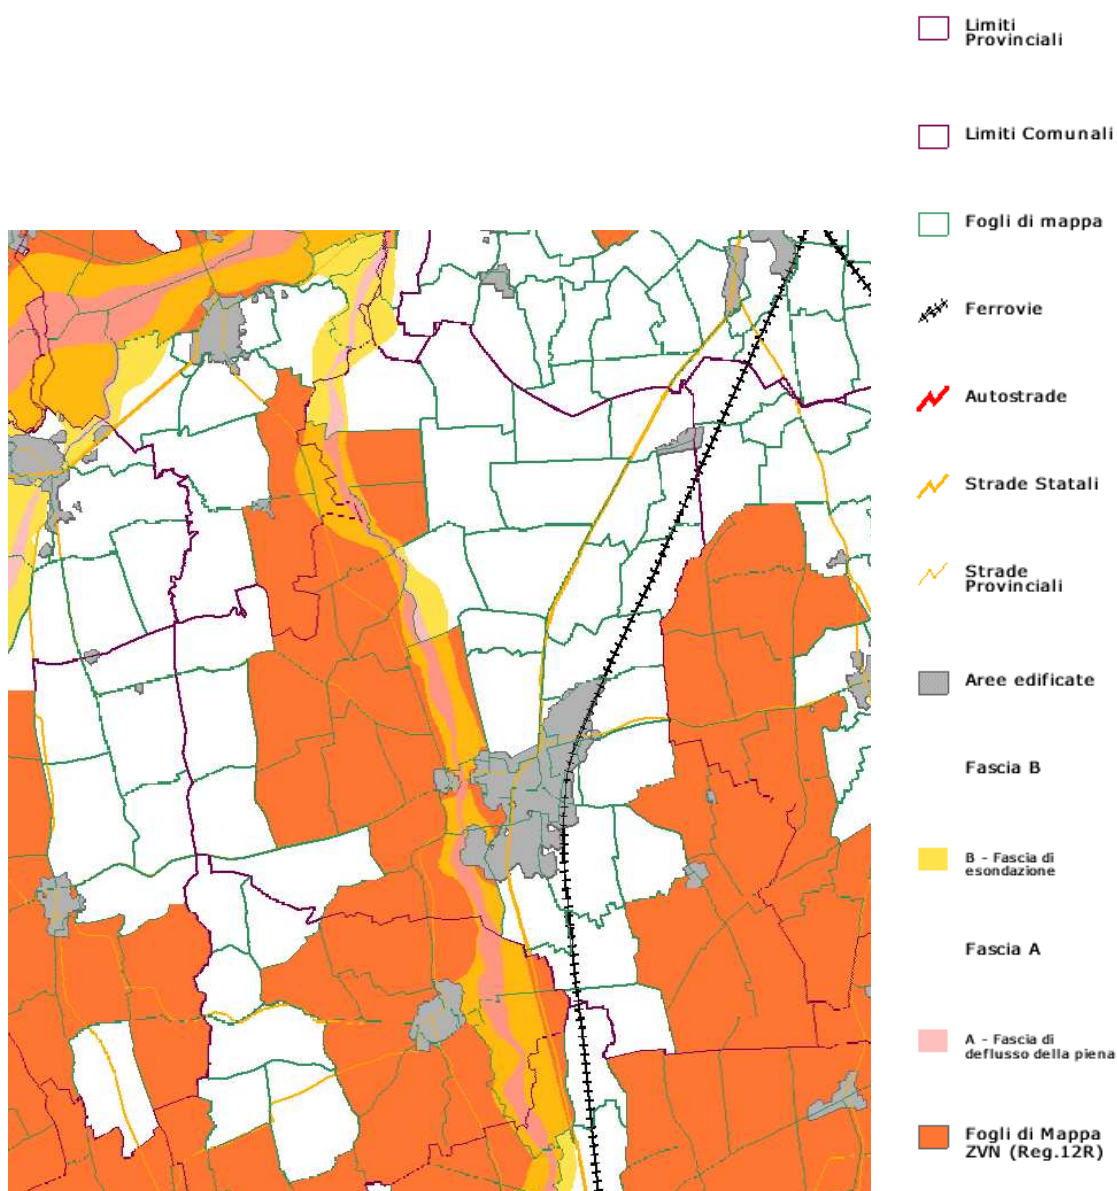 Limiti
Provinciali
Limiti Comunali
Fogli di mappa
Ferrovie
Autostrade
Strade Statali
Strade
Provinciali
Aree edificate
Fascia B
B - Fascia di
esondazione
Fascia A
A - Fascia di
deflusso della piena
Fogli di Mappa
ZVN (Reg.12R)